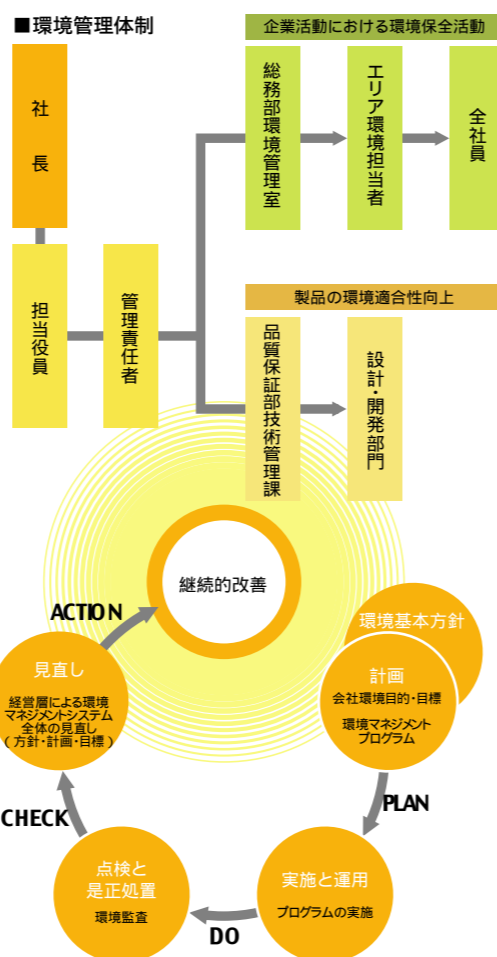 ■環境管理体制
社長
担当役員
管理責任者
企業活動における環境保全活動
総務部環境管理室
エリア環境担当者
全社員
製品の環境適合性向上
品質保証部技術管理課
設計・開発部門
継続的改善
ACTION
環境基本方針
計画
会社環境目的・目標
環境マネジメント
プログラム
PLAN
実施と運用
プログラムの実施
DO
点検と
是正処置
環境監査
CHECK
見直し
経営層による環境
マネジメントシステム
全体の見直し
(方針・計画・目標)